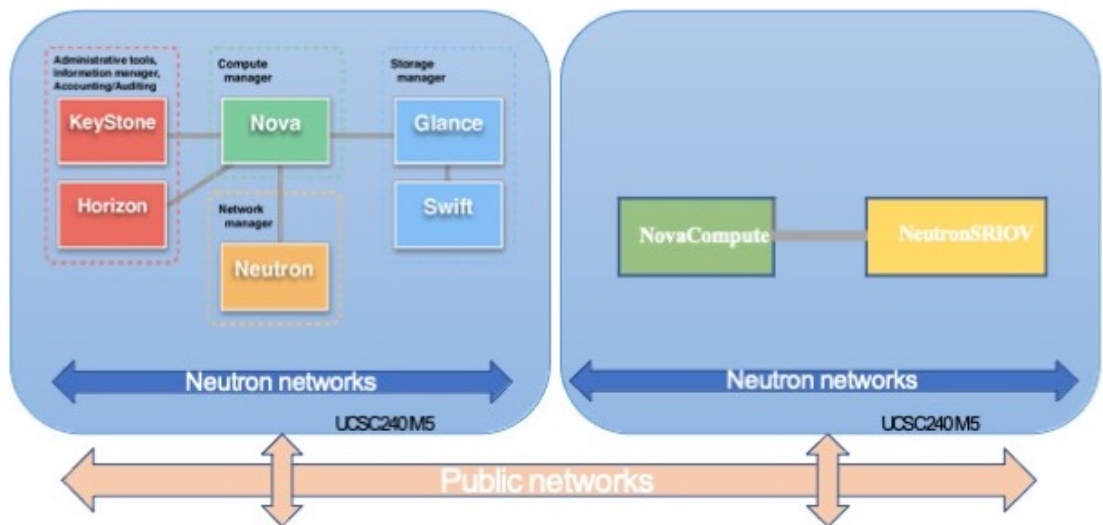 Administrative tools,
Information manager,
Accounting/Auditing
KeyStone
Horizon
Compute
manager
Nova
Network
manager
Neutron
Storage
manager
Glance
Swift
Neutron networks
UCSC240 M5
NovaCompute
NeutronSRIOV
Neutron networks
UCSC240 M5
Public networks